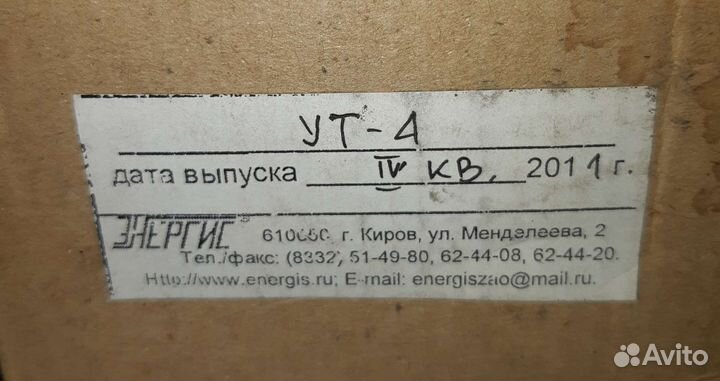 УТ-4
дата выпуска IV КВ. 2011 г.
ЭНЕРГИС® 610050, г. Киров, ул. Менделеева, 2
Тел./факс: (8332) 51-49-80, 62-44-08, 62-44-20.
Http://www.energis.ru; E-mail: energiszao@mail.ru.
Avito